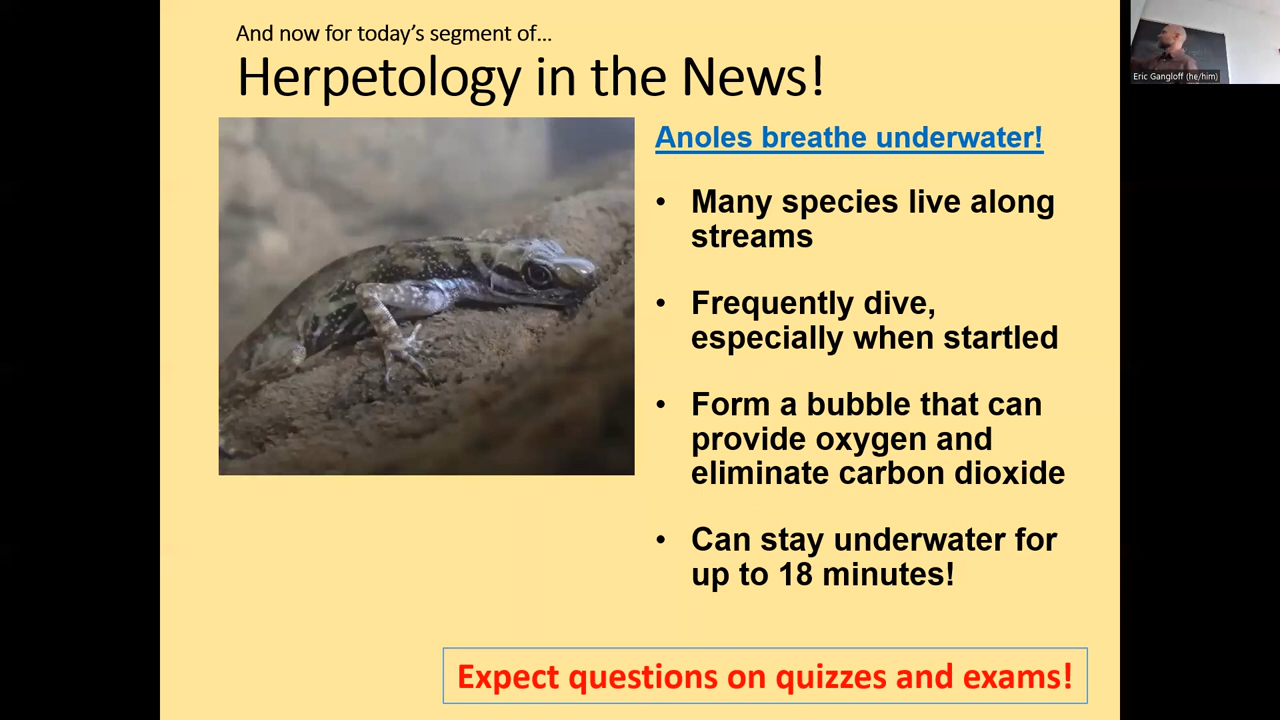 And now for today's segment of…
Herpetology in the News!
Eric Gangloff (he/him)
Anoles breathe underwater!
• Many species live along
streams
• Frequently dive,
especially when startled
• Form a bubble that can
provide oxygen and
eliminate carbon dioxide
• Can stay underwater for
up to 18 minutes!
Expect questions on quizzes and exams!